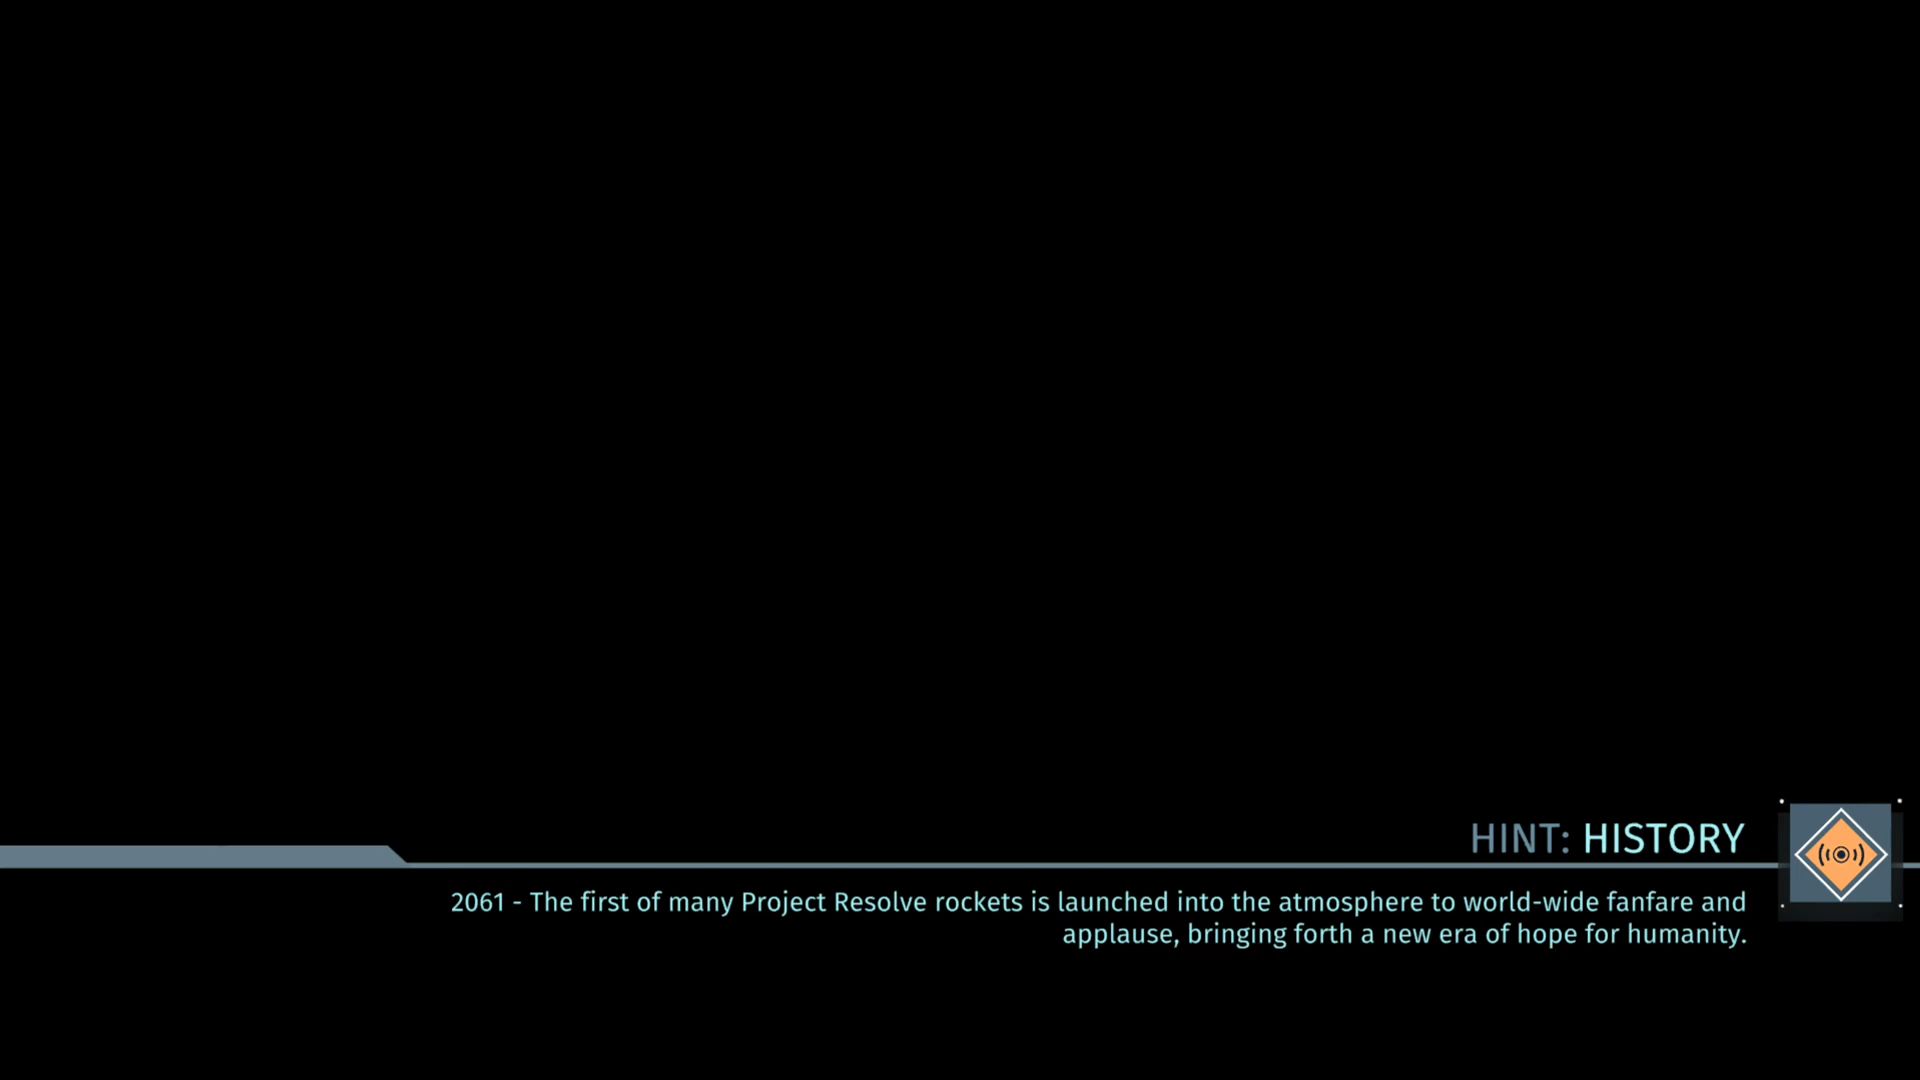 HINT: HISTORY
2061 - The first of many Project Resolve rockets is launched into the atmosphere to world-wide fanfare and
applause, bringing forth a new era of hope for humanity.